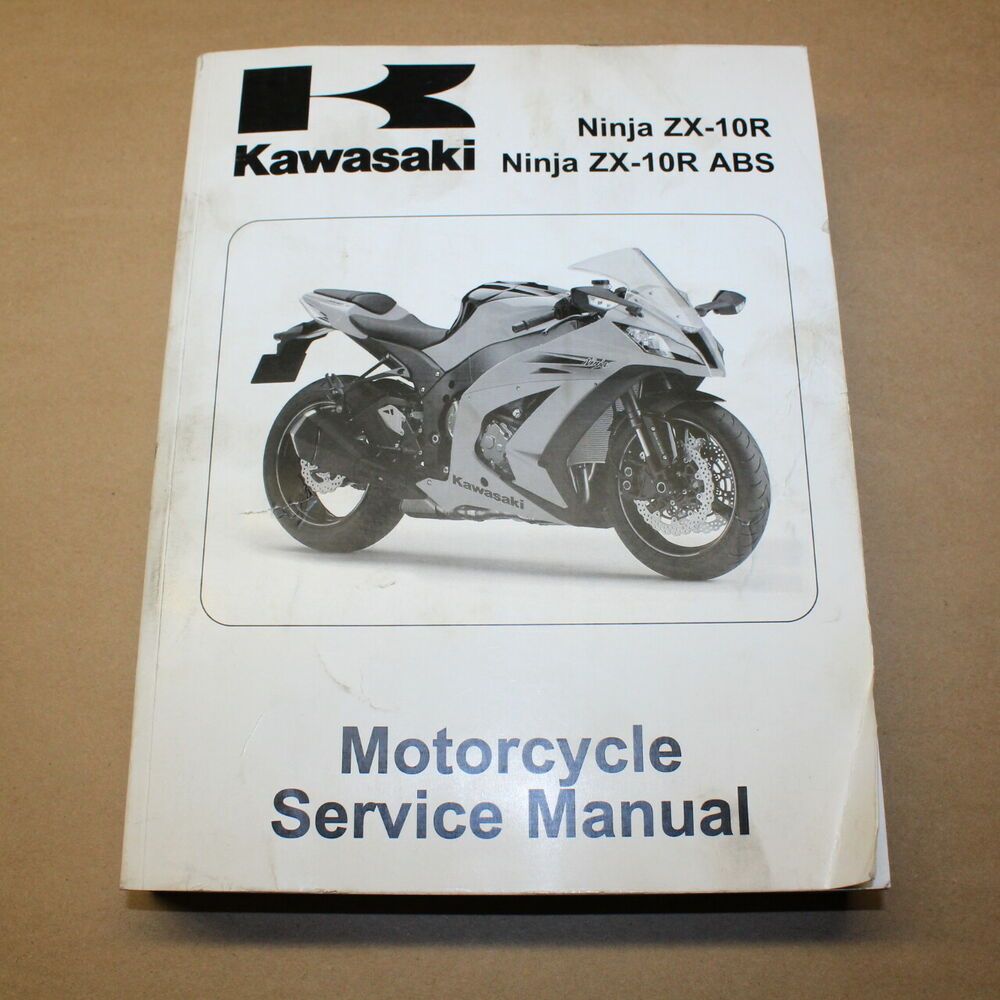 Kawasaki
Ninja ZX-10R
Ninja ZX-10R ABS
Ninja
Kawasaki
Motorcycle
Service Manual